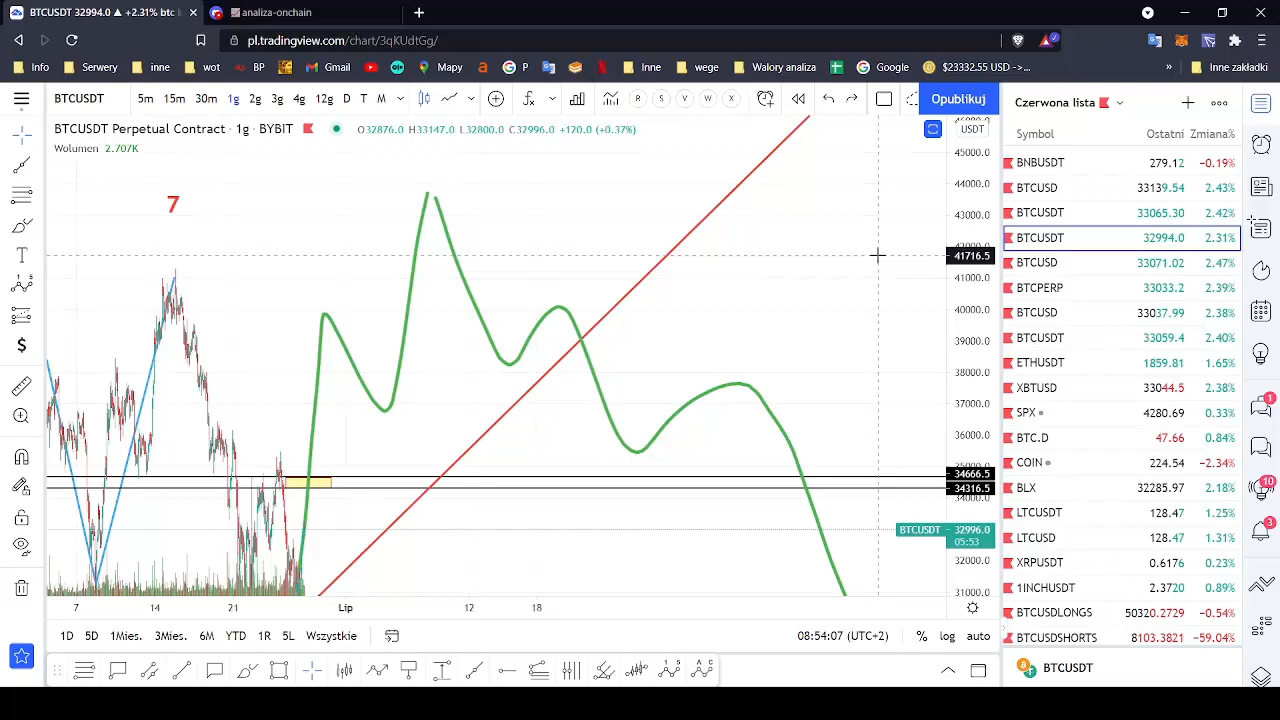 BTCUSDT 32994.0 ▲ +2.31% btc
analiza-onchain
pl.tradingview.com/chart/3qKUdtGg/
Info Serwery inne wot BP Gmail Mapy P Inne wege Walory analiza Google $23332.55 USD ->... » Inne zakładki
BTCUSDT 5m 15m 30m 1g 2g 3g 4g 12g D T M R S V W X Opublikuj
BTCUSDT Perpetual Contract · 1g · BYBIT O32876.0 H33147.0 L32800.0 C32996.0 +120.0 (+0.37%) USDT
Wolumen 2.707K
7
45000.0
44000.0
43000.0
41716.5
41000.0
40000.0
39000.0
38000.0
37000.0
36000.0
34666.5
34316.5
34000.0
BTCUSDT 32996.0
05:53
32000.0
31000.0
7 14 21 Lip 12 18
1D 5D 1Mies. 3Mies. 6M YTD 1R 5L Wszystkie 08:54:07 (UTC+2) % log auto
Czerwona lista
Symbol Ostatni Zmiana%
BNBUSDT 279.12 −0.19%
BTCUSD 33139.54 2.43%
BTCUSDT 33065.30 2.42%
BTCUSDT 32994.0 2.31%
BTCUSD 33071.02 2.47%
BTCPERP 33033.2 2.39%
BTCUSD 33037.99 2.38%
BTCUSDT 33059.4 2.40%
ETHUSDT 1859.81 1.65%
XBTUSD 33044.5 2.38%
SPX 4280.69 0.33%
BTC.D 47.66 0.84%
COIN 224.54 −2.34%
BLX 32285.97 2.18%
LTCUSDT 128.47 1.25%
LTCUSD 128.47 1.31%
XRPUSDT 0.6176 0.23%
1INCHUSDT 2.3720 0.89%
BTCUSDLONGS 50320.2729 −0.54%
BTCUSDSHORTS 8103.3821 −59.04%
BTCUSDT
1
10
3